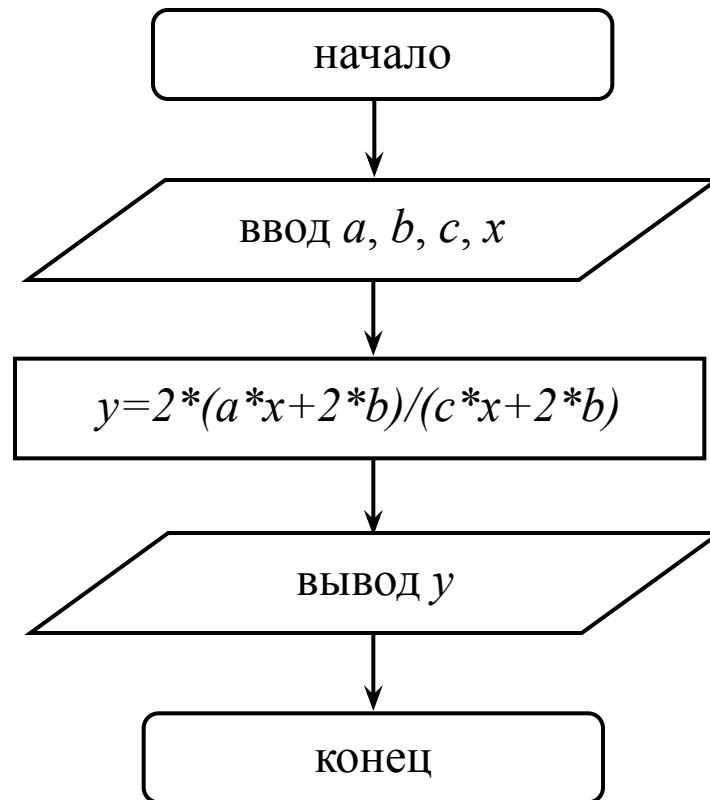 начало
ввод a, b, c, x
y=2*(a*x+2*b)/(c*x+2*b)
вывод y
конец